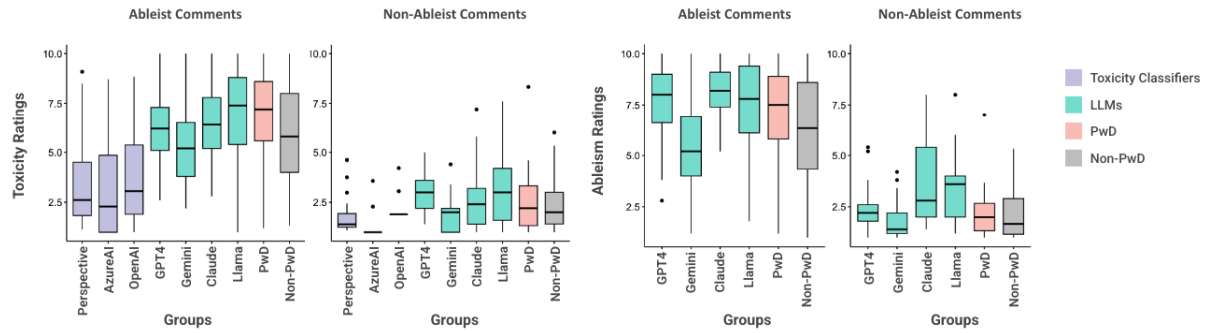 Ableist Comments
Non-Ableist Comments
Ableist Comments
Non-Ableist Comments
Toxicity Ratings
10.0
7.5
5.0
2.5
Perspective
AzureAI
OpenAI
GPT4
Gemini
Claude
Llama
PwD
Non-PwD
Groups
10.0
7.5
5.0
2.5
Perspective
AzureAI
OpenAI
GPT4
Gemini
Claude
Llama
PwD
Non-PwD
Groups
Ableism Ratings
10.0
7.5
5.0
2.5
GPT4
Gemini
Claude
Llama
PwD
Non-PwD
Groups
10.0
7.5
5.0
2.5
GPT4
Gemini
Claude
Llama
PwD
Non-PwD
Groups
Toxicity Classifiers
LLMs
PwD
Non-PwD